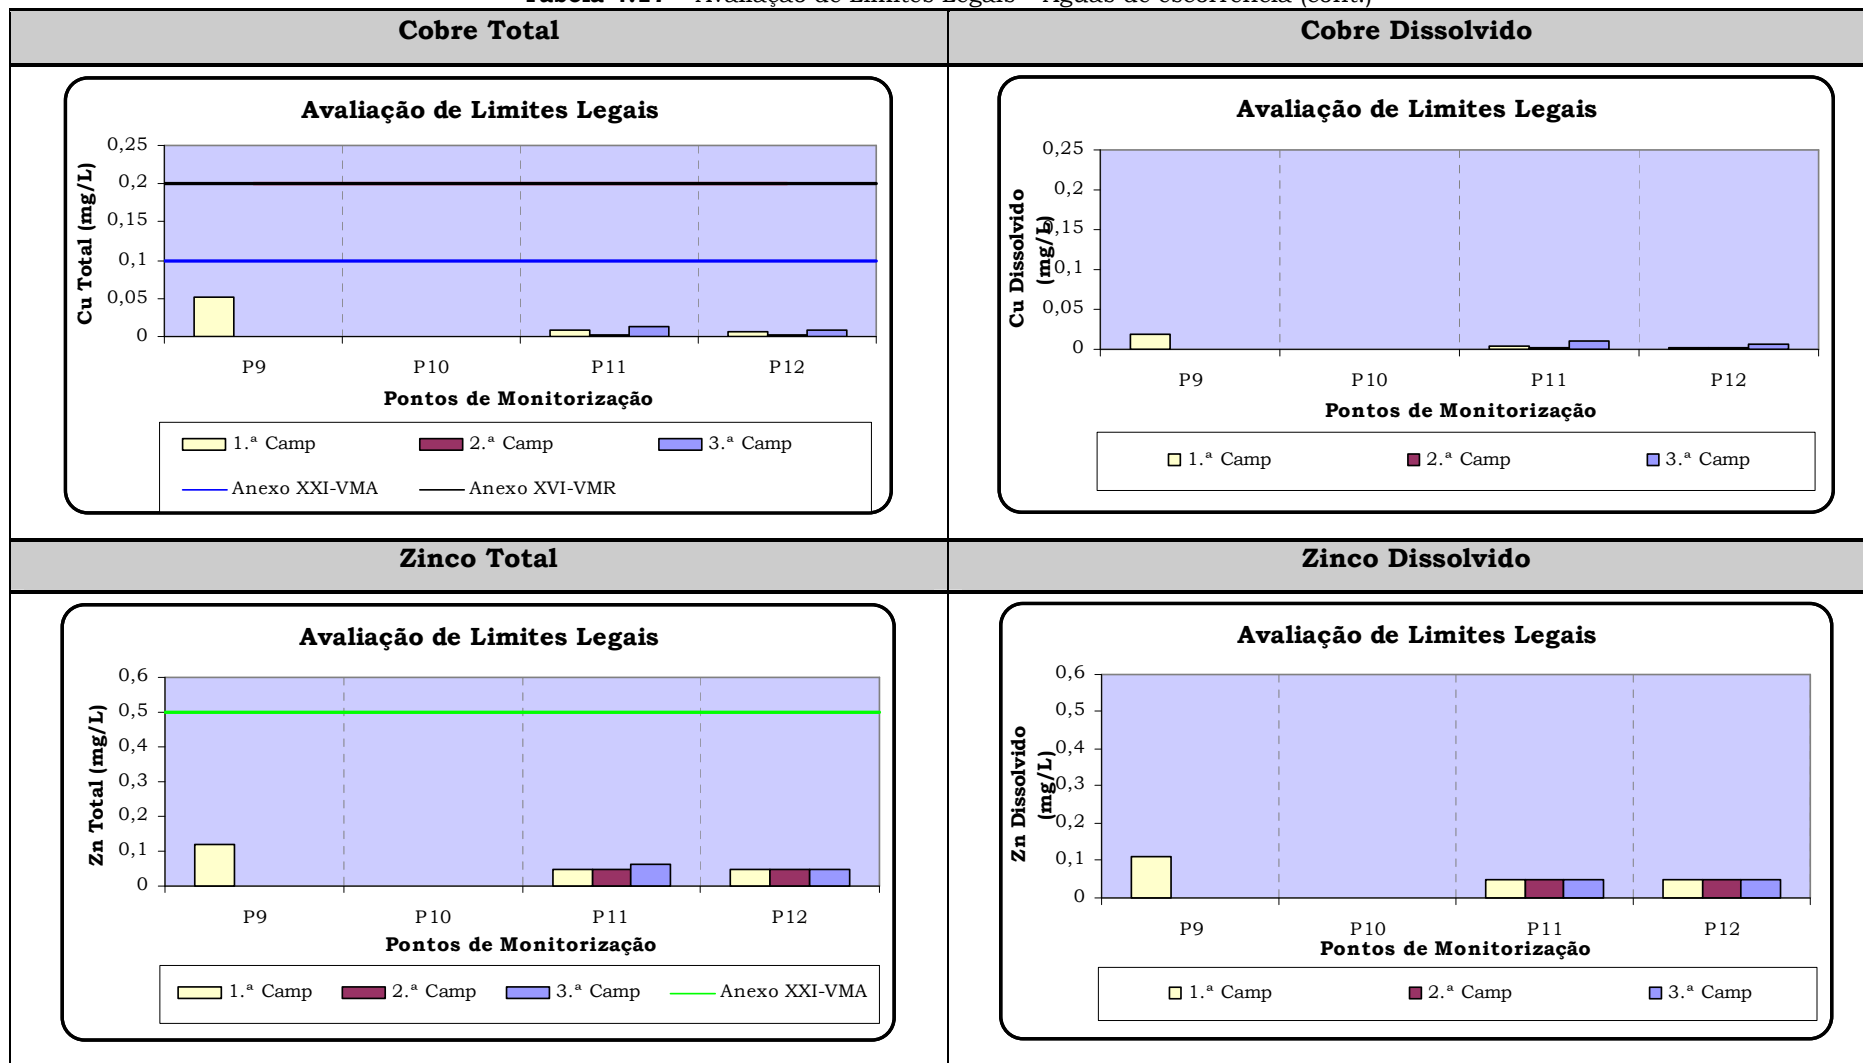 Cobre Total
Cobre Dissolvido
Avaliação de Limites Legais
0,25
0,2
0,15
0,1
0,05
0
Cu Total (mg/L)
P9 P10 P11 P12
Pontos de Monitorização
1.ª Camp 2.ª Camp 3.ª Camp
Anexo XXI-VMA Anexo XVI-VMR
Avaliação de Limites Legais
0,25
0,2
0,15
0,1
0,05
0
Cu Dissolvido
(mg/L)
P9 P10 P11 P12
Pontos de Monitorização
1.ª Camp 2.ª Camp 3.ª Camp
Zinco Total
Zinco Dissolvido
Avaliação de Limites Legais
0,6
0,5
0,4
0,3
0,2
0,1
0
Zn Total (mg/L)
P9 P10 P11 P12
Pontos de Monitorização
1.ª Camp 2.ª Camp 3.ª Camp Anexo XXI-VMA
Avaliação de Limites Legais
0,6
0,5
0,4
0,3
0,2
0,1
0
Zn Dissolvido
(mg/L)
P9 P10 P11 P12
Pontos de Monitorização
1.ª Camp 2.ª Camp 3.ª Camp